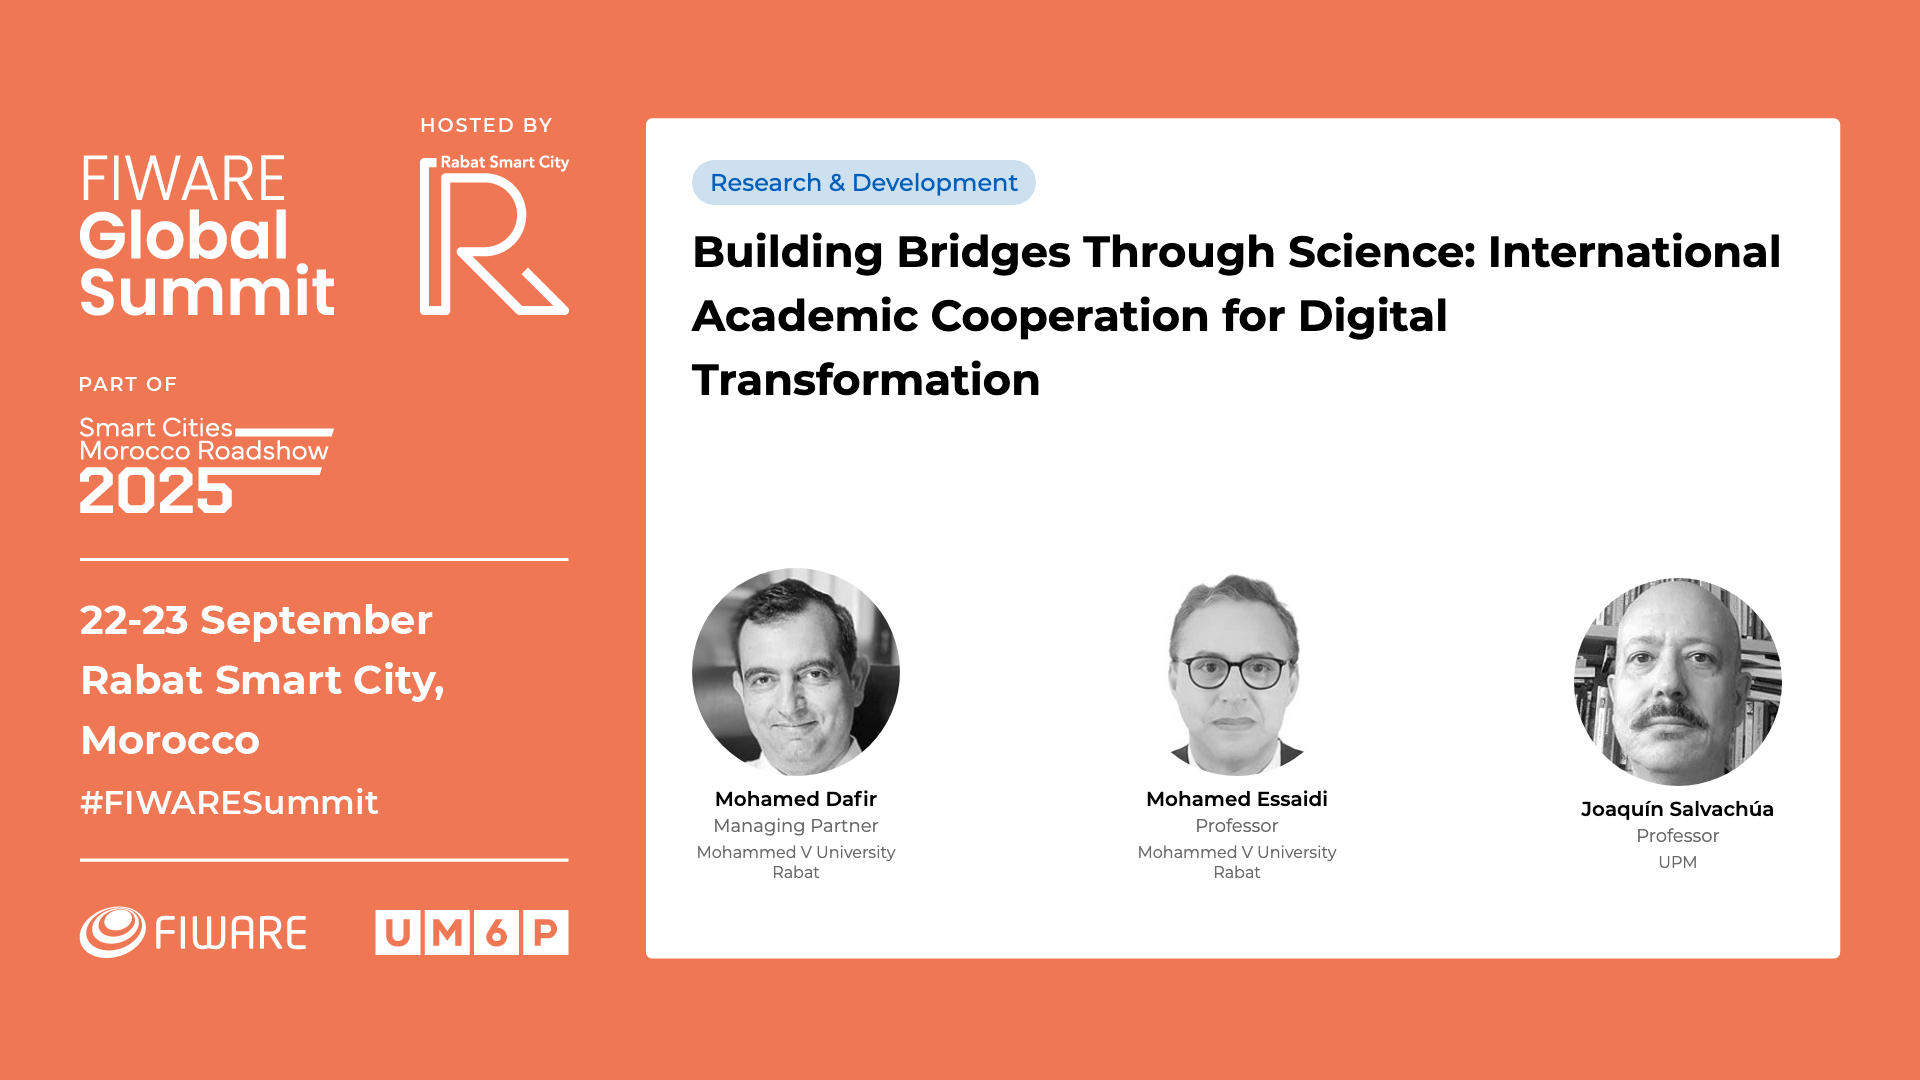 HOSTED BY
FIWARE
Global
Summit
Rabat Smart City
R
PART OF
Smart Cities
Morocco Roadshow
2025
22-23 September
Rabat Smart City,
Morocco
#FIWARESummit
FIWARE
UM6P
Research & Development
Building Bridges Through Science: International
Academic Cooperation for Digital
Transformation
Mohamed Dafir
Managing Partner
Mohammed V University
Rabat
Mohamed Essaidi
Professor
Mohammed V University
Rabat
Joaquín Salvachúa
Professor
UPM